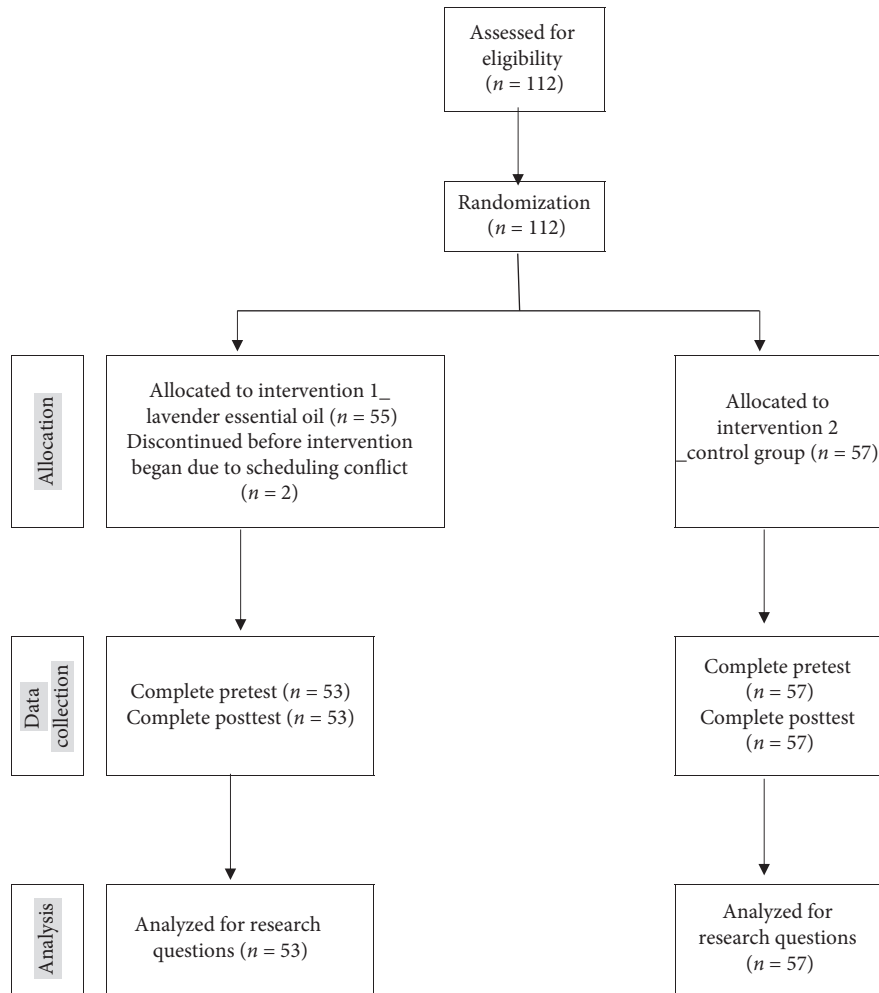 Assessed for
eligibility
(n = 112)
Randomization
(n = 112)
Allocation
Allocated to intervention 1_
lavender essential oil (n = 55)
Discontinued before intervention
began due to scheduling conflict
(n = 2)
Allocated to
intervention 2
_control group (n = 57)
Data
collection
Complete pretest (n = 53)
Complete posttest (n = 53)
Complete pretest
(n = 57)
Complete posttest
(n = 57)
Analysis
Analyzed for research
questions (n = 53)
Analyzed for
research questions
(n = 57)